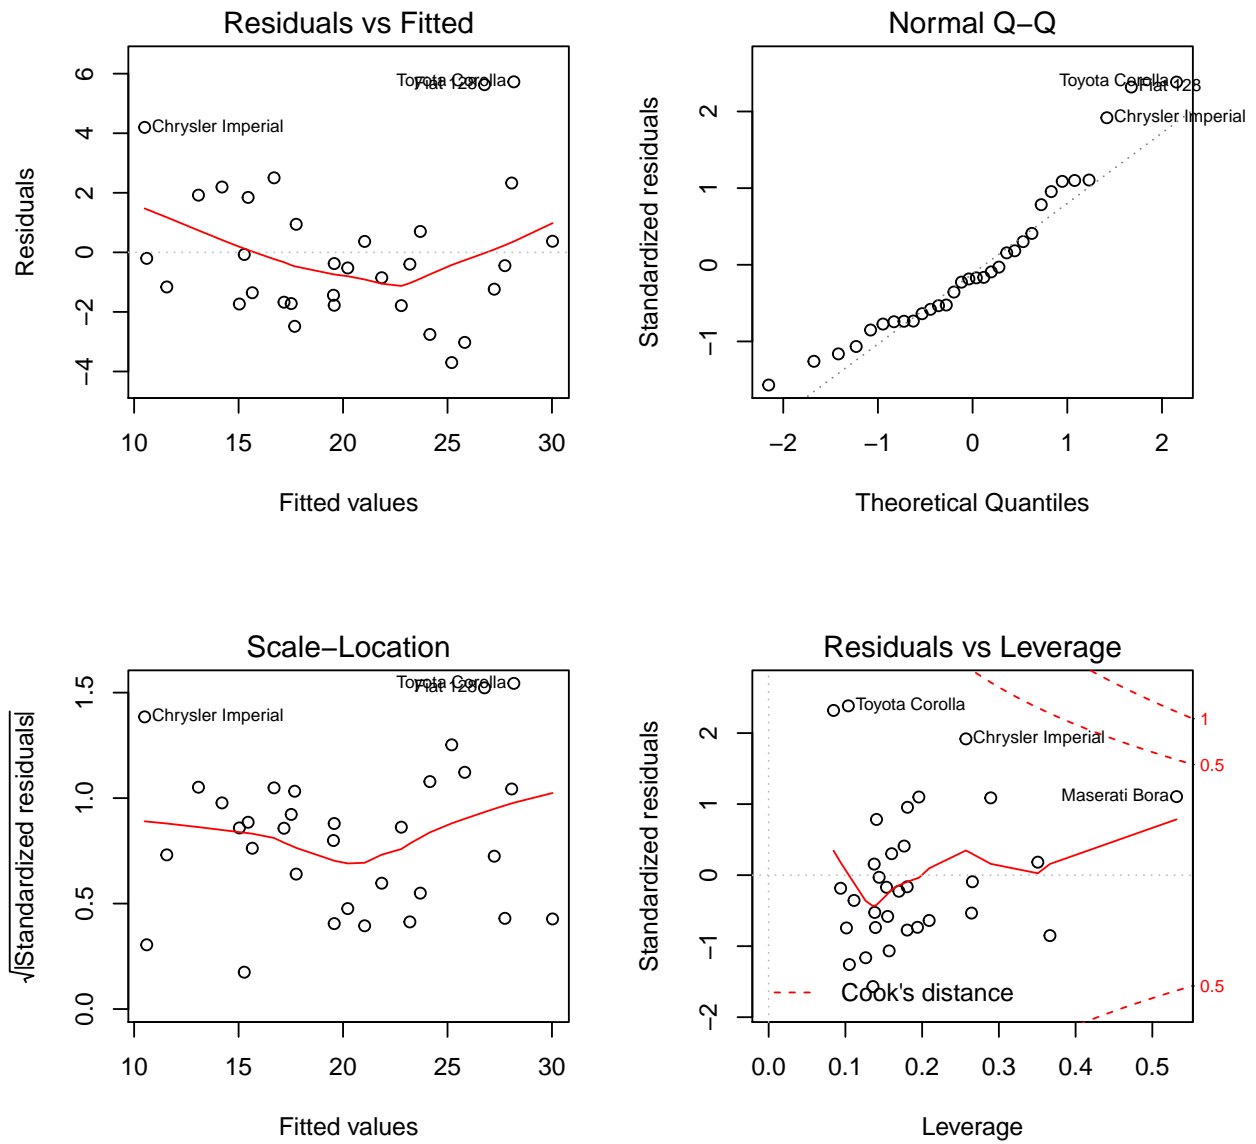 Residuals vs Fitted
Residuals
6
4
2
0
−2
−4
Toyota Corolla
Fiat 128
Chrysler Imperial
10 15 20 25 30
Fitted values
Normal Q−Q
Standardized residuals
2
1
0
−1
Toyota Corolla
Fiat 128
Chrysler Imperial
−2 −1 0 1 2
Theoretical Quantiles
Scale−Location
√|Standardized residuals|
1.5
1.0
0.5
0.0
Toyota Corolla
Fiat 128
Chrysler Imperial
10 15 20 25 30
Fitted values
Residuals vs Leverage
Standardized residuals
2
1
0
−1
−2
Toyota Corolla
Chrysler Imperial
Maserati Bora
1
0.5
0.5
Cook's distance
0.0 0.1 0.2 0.3 0.4 0.5
Leverage